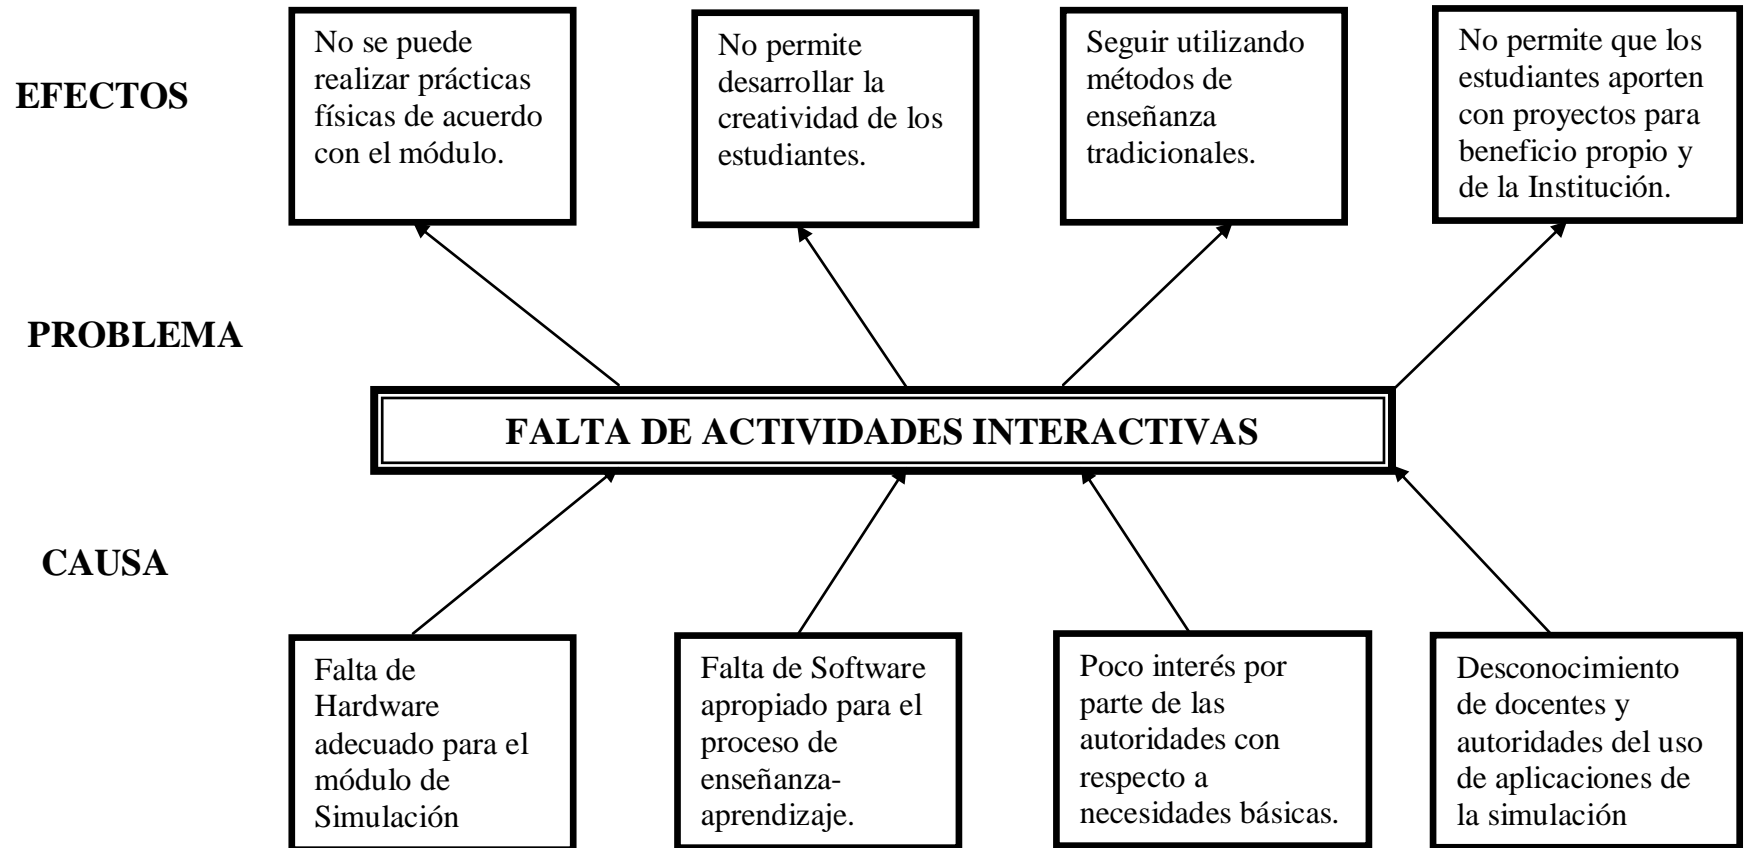 EFECTOS
No se puede
realizar prácticas
físicas de acuerdo
con el módulo.
No permite
desarrollar la
creatividad de los
estudiantes.
Seguir utilizando
métodos de
enseñanza
tradicionales.
No permite que los
estudiantes aporten
con proyectos para
beneficio propio y
de la Institución.
PROBLEMA
FALTA DE ACTIVIDADES INTERACTIVAS
CAUSA
Falta de
Hardware
adecuado para el
módulo de
Simulación
Falta de Software
apropiado para el
proceso de
enseñanza-
aprendizaje.
Poco interés por
parte de las
autoridades con
respecto a
necesidades básicas.
Desconocimiento
de docentes y
autoridades del uso
de aplicaciones de
la simulación